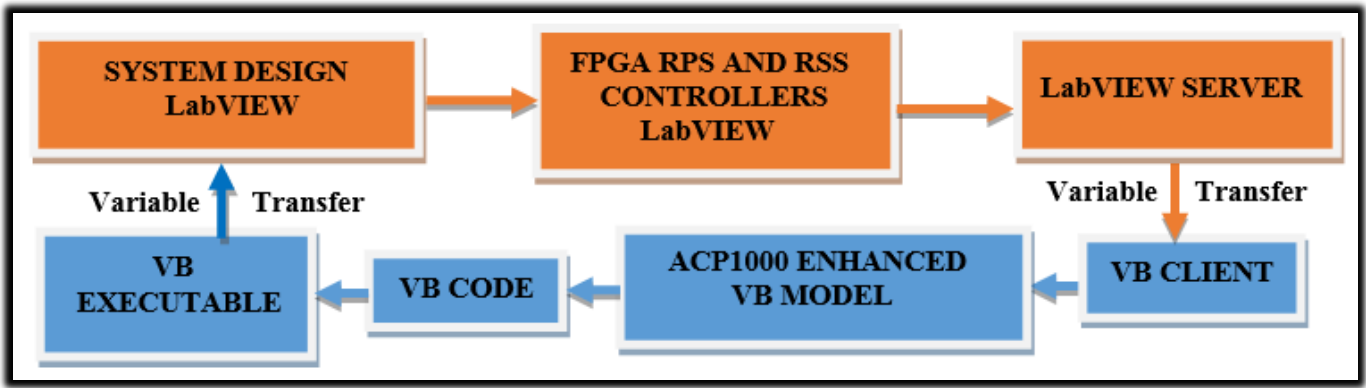 SYSTEM DESIGN
LabVIEW
FPGA RPS AND RSS
CONTROLLERS
LabVIEW
LabVIEW SERVER
Variable Transfer
Variable Transfer
VB
EXECUTABLE
VB CODE
ACP1000 ENHANCED
VB MODEL
VB CLIENT